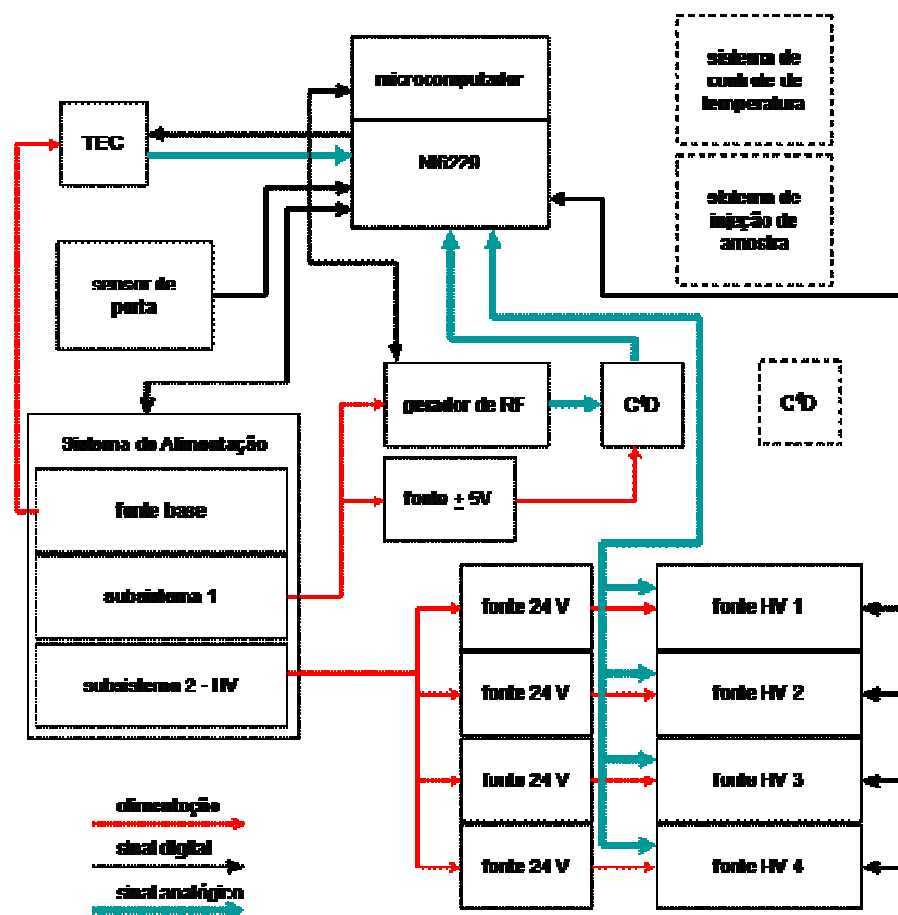 microcomputador
NI6229
TEC
sensor de
porta
sistema de
controle de
temperatura
sistema de
injeção de
amostra
gerador de RF
C⁴D
C⁴D
Sistema de Alimentação
fonte base
subsistema 1
subsistema 2 - HV
fonte ± 5V
fonte 24 V
fonte HV 1
fonte 24 V
fonte HV 2
fonte 24 V
fonte HV 3
fonte 24 V
fonte HV 4
alimentação
sinal digital
sinal analógico